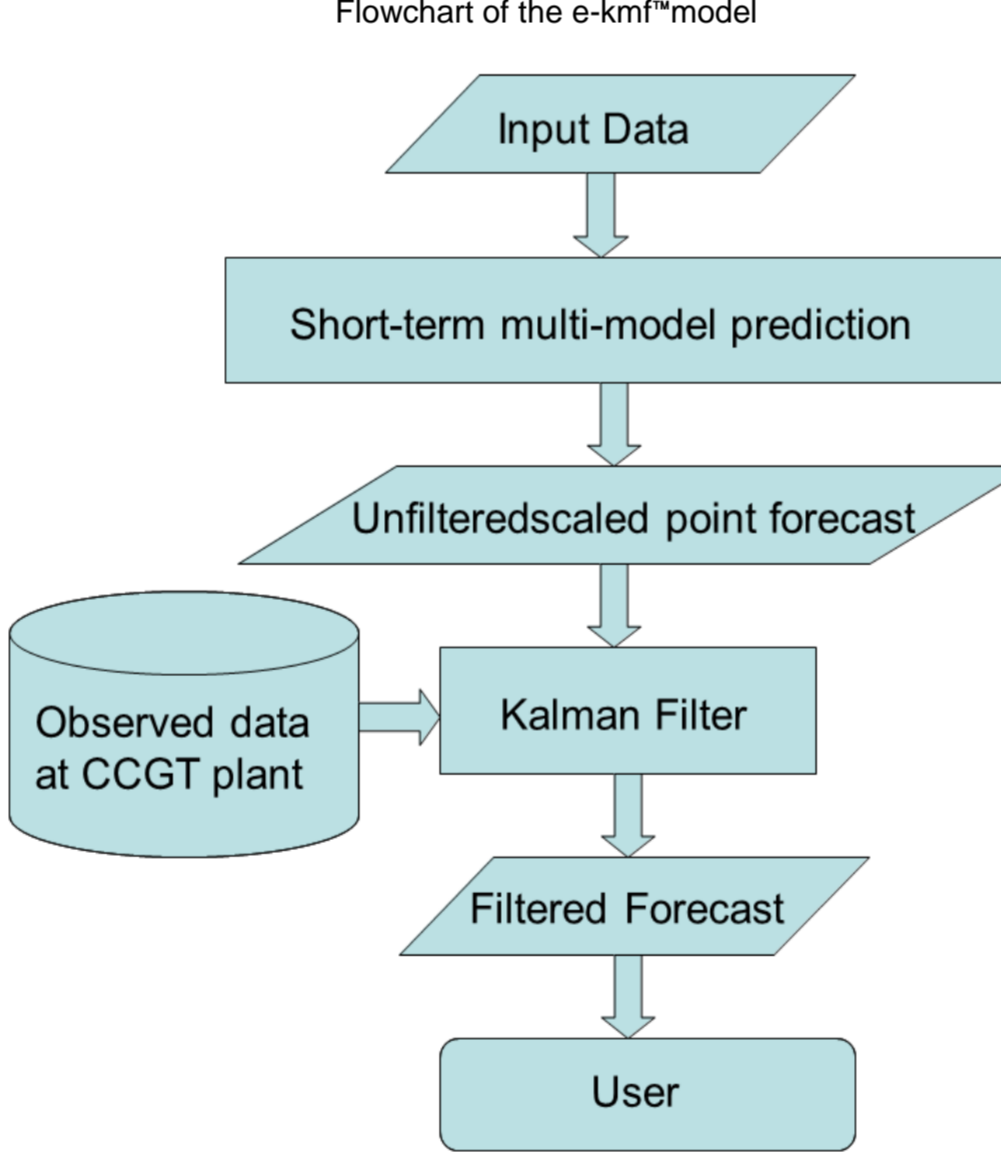 Flowchart of the e-kmf™model
Input Data
Short-term multi-model prediction
Unfilteredscaled point forecast
Observed data
at CCGT plant
Kalman Filter
Filtered Forecast
User